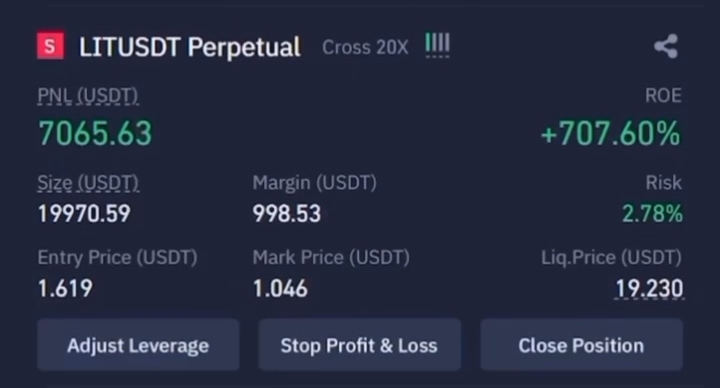 S LITUSDT Perpetual Cross 20X
PNL (USDT) ROE
7065.63 +707.60%
Size (USDT) Margin (USDT) Risk
19970.59 998.53 2.78%
Entry Price (USDT) Mark Price (USDT) Liq.Price (USDT)
1.619 1.046 19.230
Adjust Leverage Stop Profit & Loss Close Position